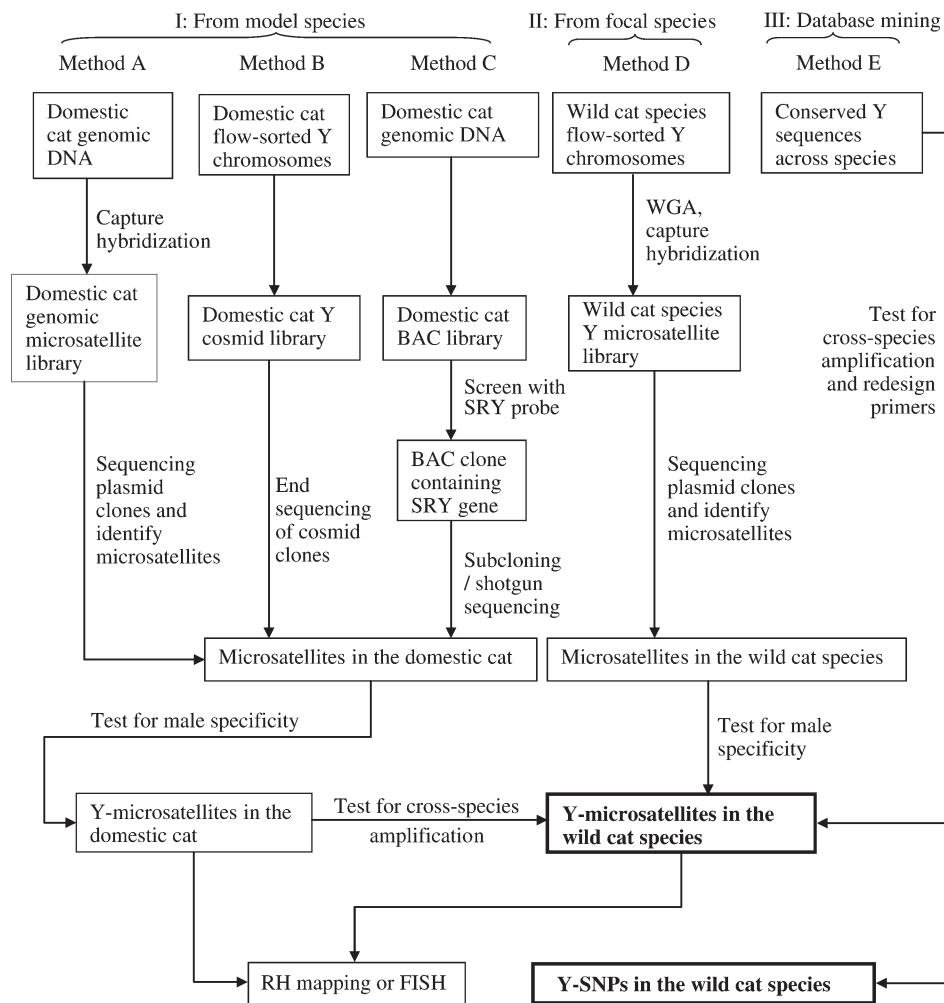 I: From model species
II: From focal species
III: Database mining
Method A
Method B
Method C
Method D
Method E
Domestic
cat genomic
DNA
Domestic cat
flow-sorted Y
chromosomes
Domestic cat
genomic DNA
Wild cat species
flow-sorted Y
chromosomes
Conserved Y
sequences
across species
Capture
hybridization
WGA,
capture
hybridization
Domestic cat
genomic
microsatellite
library
Domestic cat Y
cosmid library
Domestic cat
BAC library
Wild cat species
Y microsatellite
library
Test for
cross-species
amplification
and redesign
primers
Screen with
SRY probe
BAC clone
containing
SRY gene
Sequencing
plasmid
clones and
identify
microsatellites
End
sequencing
of cosmid
clones
Subcloning
/ shotgun
sequencing
Sequencing
plasmid clones
and identify
microsatellites
Microsatellites in the domestic cat
Microsatellites in the wild cat species
Test for male specificity
Test for male
specificity
Y-microsatellites in the
domestic cat
Test for cross-species
amplification
Y-microsatellites in the
wild cat species
RH mapping or FISH
Y-SNPs in the wild cat species